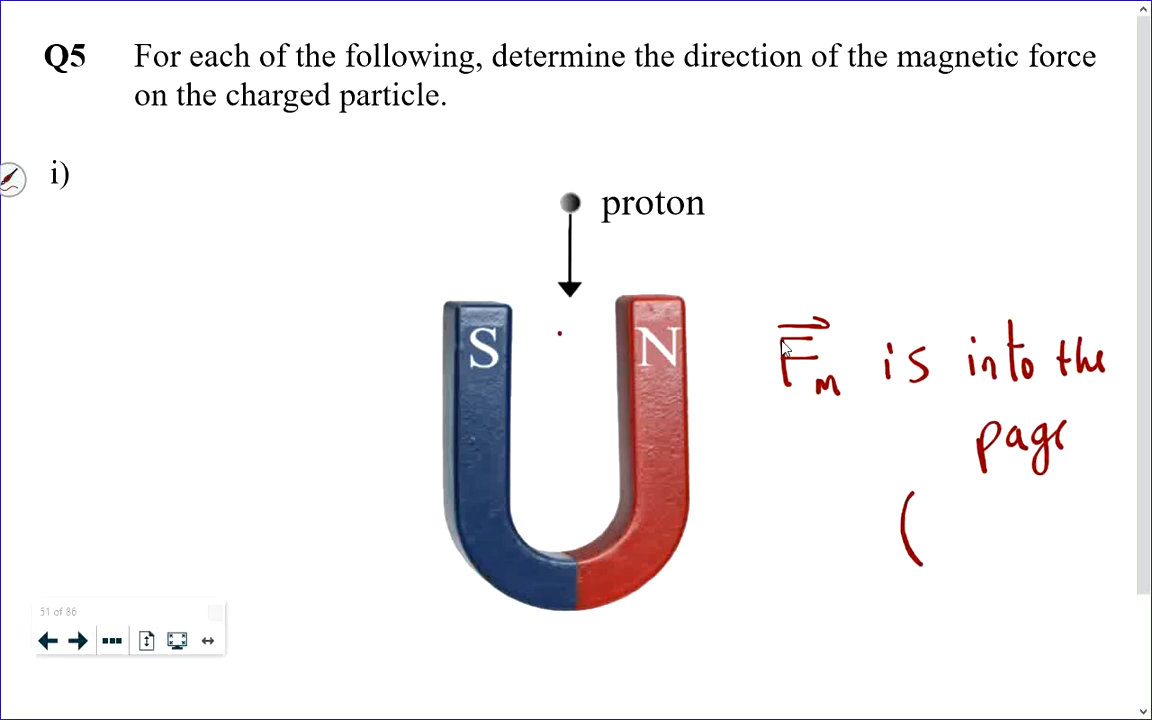 Q5 For each of the following, determine the direction of the magnetic force
on the charged particle.
i)
proton
S N
F⃗m is into the
page
(
51 of 86